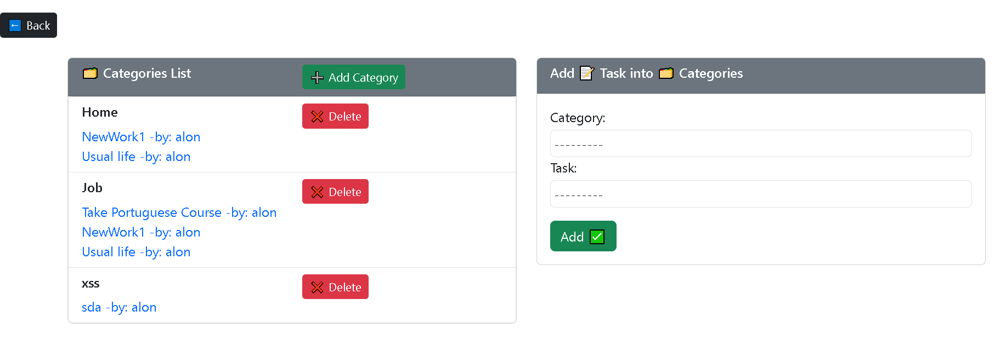 Back
Categories List
Add Category
Home
Delete
NewWork1 -by: alon
Usual life -by: alon
Job
Delete
Take Portuguese Course -by: alon
NewWork1 -by: alon
Usual life -by: alon
xss
Delete
sda -by: alon
Add Task into Categories
Category:
---------
Task:
---------
Add